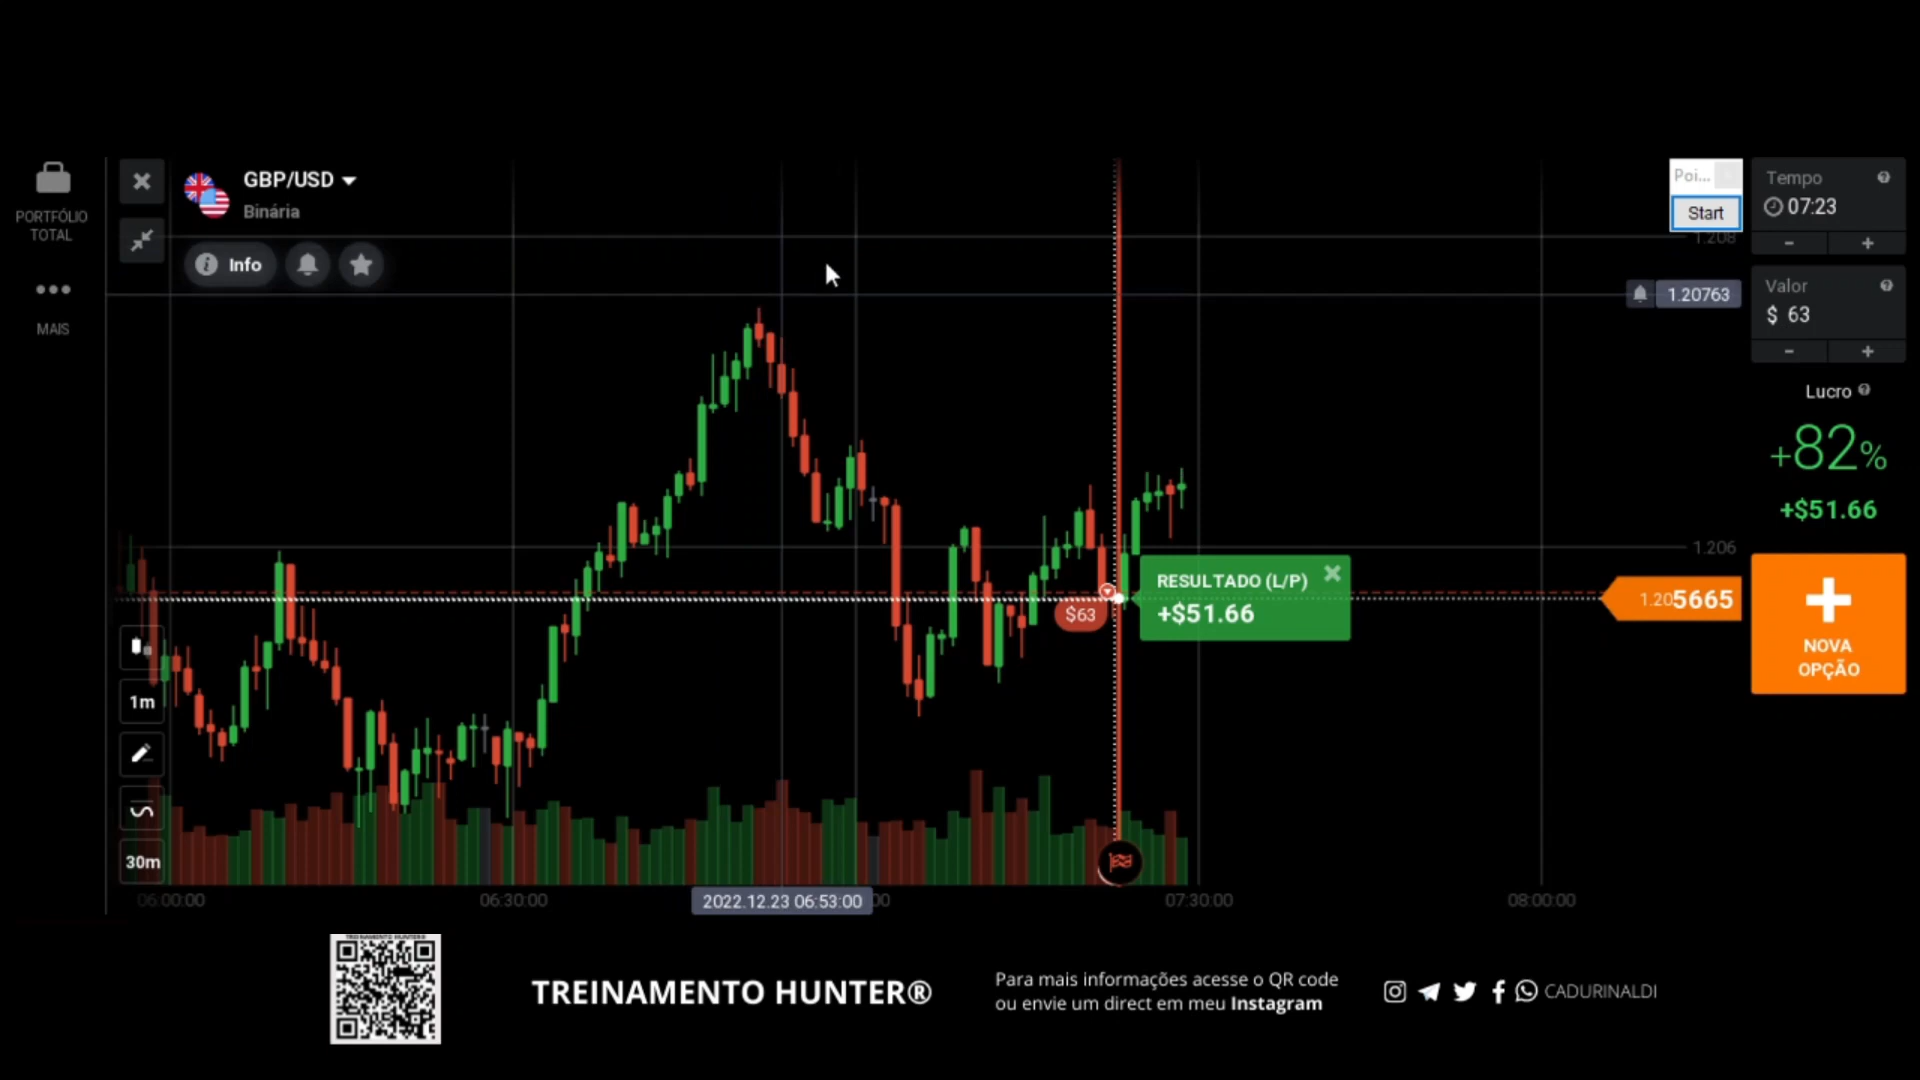 GBP/USD
Binária
Info
PORTFÓLIO
TOTAL
MAIS
Poi...
Start
1.208
1.20763
Tempo
07:23
-
+
Valor
$ 63
-
+
Lucro
+82%
+$51.66
1.206
RESULTADO (L/P)
+$51.66
$63
1.205665
NOVA
OPÇÃO
1m
30m
06:00:00
06:30:00
2022.12.23 06:53:00
00
07:30:00
08:00:00
TREINAMENTO HUNTER®
Para mais informações acesse o QR code
ou envie um direct em meu Instagram
CADURINALDI